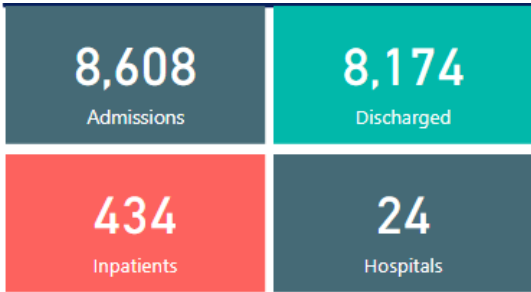 8,608
Admissions
8,174
Discharged
434
Inpatients
24
Hospitals